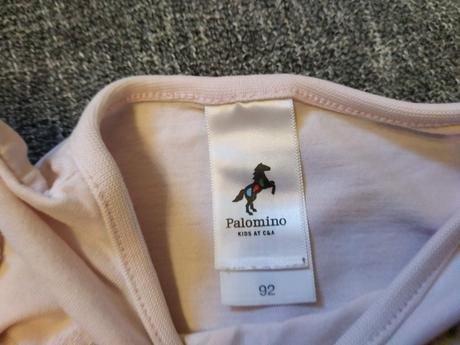 Palomino
KIDS AT C&A
92